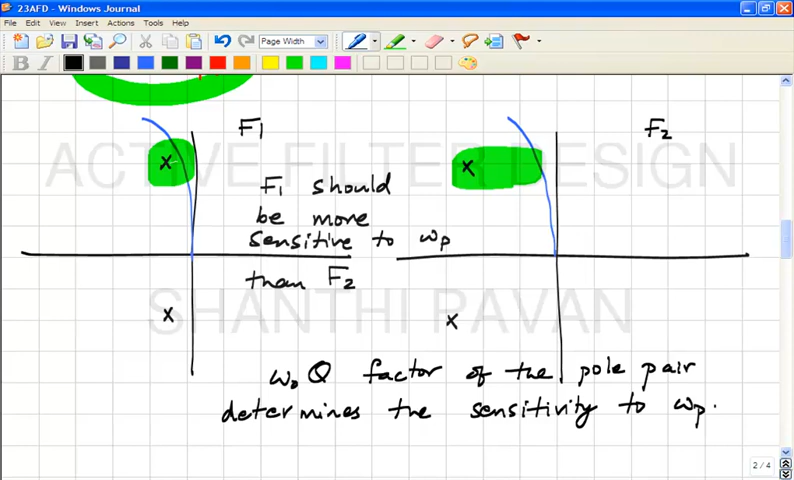 23AFD - Windows Journal
File Edit View Insert Actions Tools Help
Page Width
B I
F1
F2
ACTIVE FILTER DESIGN
x
x
F1 should
be more
sensitive to ωp
than F2
SHANTHI PAVAN
x
x
ω0 Q factor of the pole pair
determines the sensitivity to ωp.
2 / 4